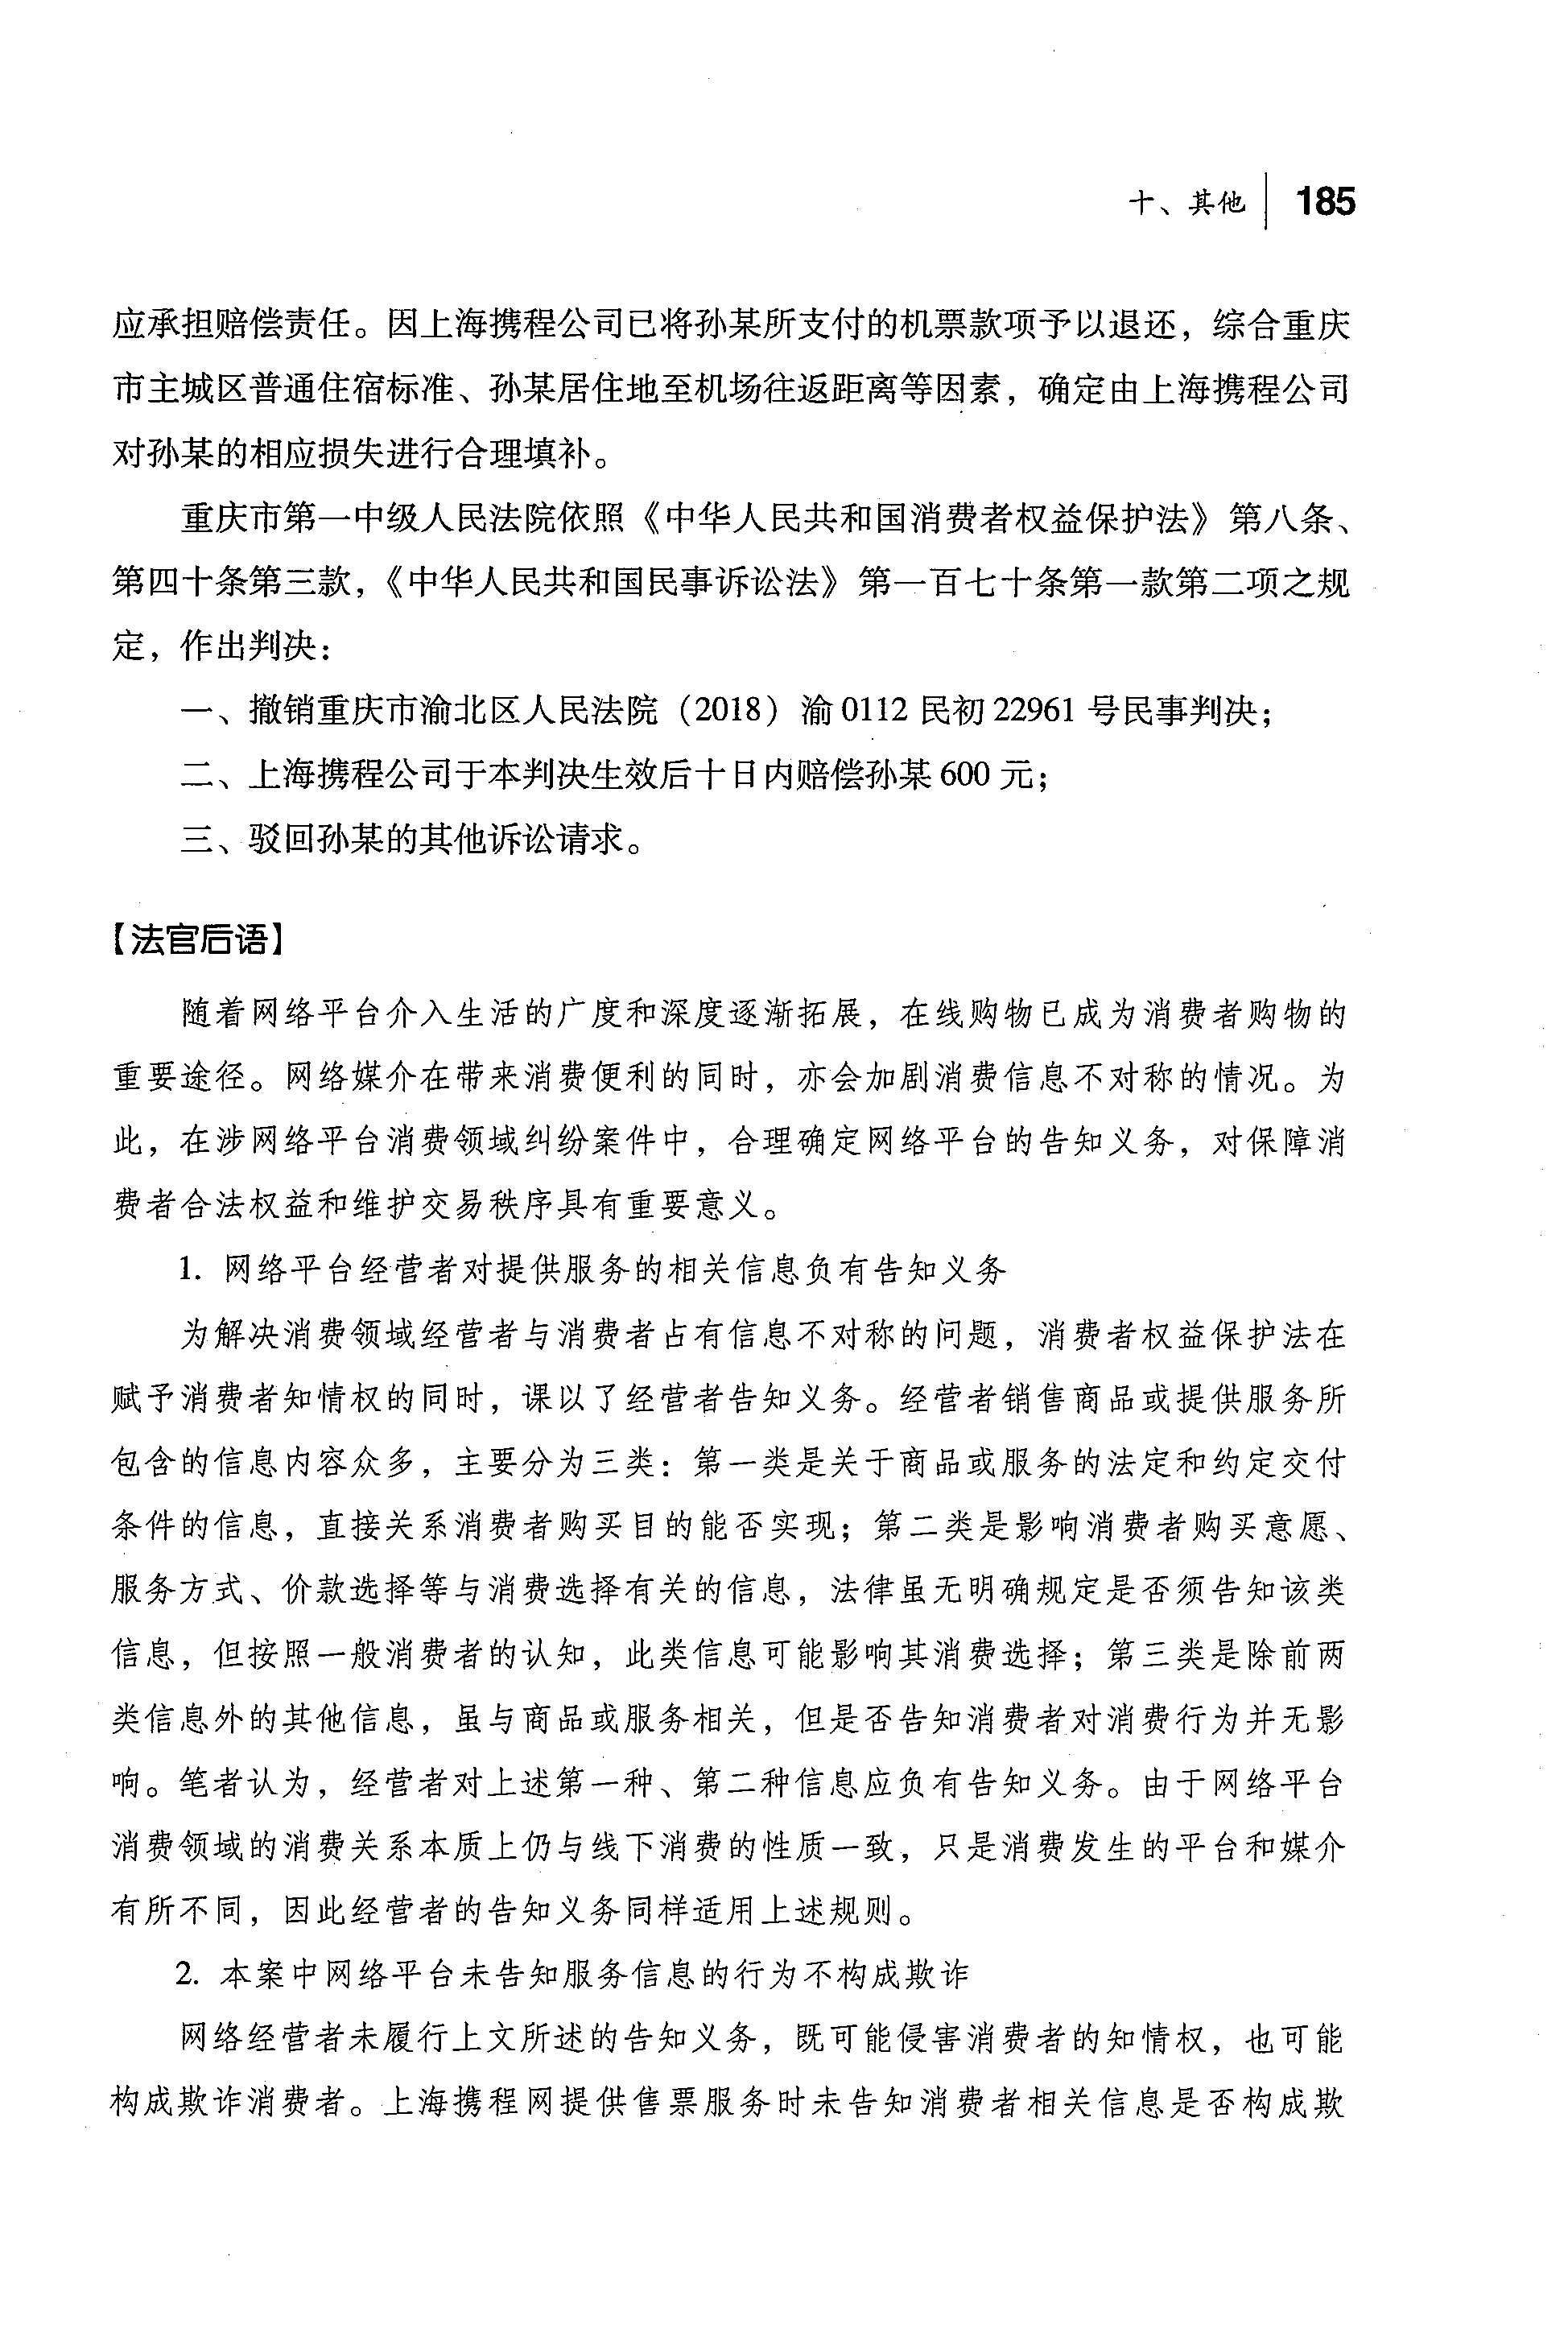 十、其他 185
应承担赔偿责任。因上海携程公司已将孙某所支付的机票款项予以退还，综合重庆
市主城区普通住宿标准、孙某居住地至机场往返距离等因素，确定由上海携程公司
对孙某的相应损失进行合理填补。
重庆市第一中级人民法院依照《中华人民共和国消费者权益保护法》第八条、
第四十条第三款，《中华人民共和国民事诉讼法》第一百七十条第一款第二项之规
定，作出判决：
一、撤销重庆市渝北区人民法院（2018）渝 0112 民初 22961 号民事判决；
二、上海携程公司于本判决生效后十日内赔偿孙某 600 元；
三、驳回孙某的其他诉讼请求。
【法官后语】
随着网络平台介入生活的广度和深度逐渐拓展，在线购物已成为消费者购物的
重要途径。网络媒介在带来消费便利的同时，亦会加剧消费信息不对称的情况。为
此，在涉网络平台消费领域纠纷案件中，合理确定网络平台的告知义务，对保障消
费者合法权益和维护交易秩序具有重要意义。
1. 网络平台经营者对提供服务的相关信息负有告知义务
为解决消费领域经营者与消费者占有信息不对称的问题，消费者权益保护法在
赋予消费者知情权的同时，课以了经营者告知义务。经营者销售商品或提供服务所
包含的信息内容众多，主要分为三类：第一类是关于商品或服务的法定和约定交付
条件的信息，直接关系消费者购买目的能否实现；第二类是影响消费者购买意愿、
服务方式、价款选择等与消费选择有关的信息，法律虽无明确规定是否须告知该类
信息，但按照一般消费者的认知，此类信息可能影响其消费选择；第三类是除前两
类信息外的其他信息，虽与商品或服务相关，但是否告知消费者对消费行为并无影
响。笔者认为，经营者对上述第一种、第二种信息应负有告知义务。由于网络平台
消费领域的消费关系本质上仍与线下消费的性质一致，只是消费发生的平台和媒介
有所不同，因此经营者的告知义务同样适用上述规则。
2. 本案中网络平台未告知服务信息的行为不构成欺诈
网络经营者未履行上文所述的告知义务，既可能侵害消费者的知情权，也可能
构成欺诈消费者。上海携程网提供售票服务时未告知消费者相关信息是否构成欺